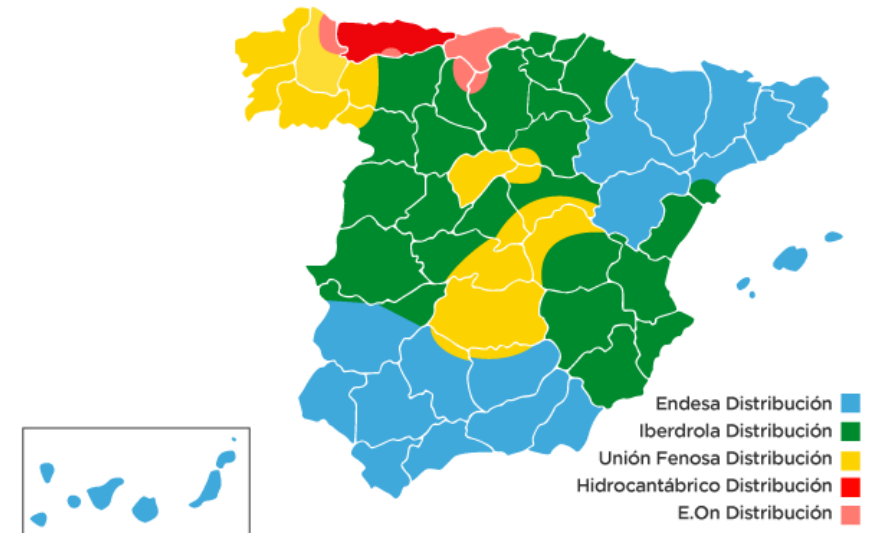 Endesa Distribución
Iberdrola Distribución
Unión Fenosa Distribución
Hidrocantábrico Distribución
E.On Distribución